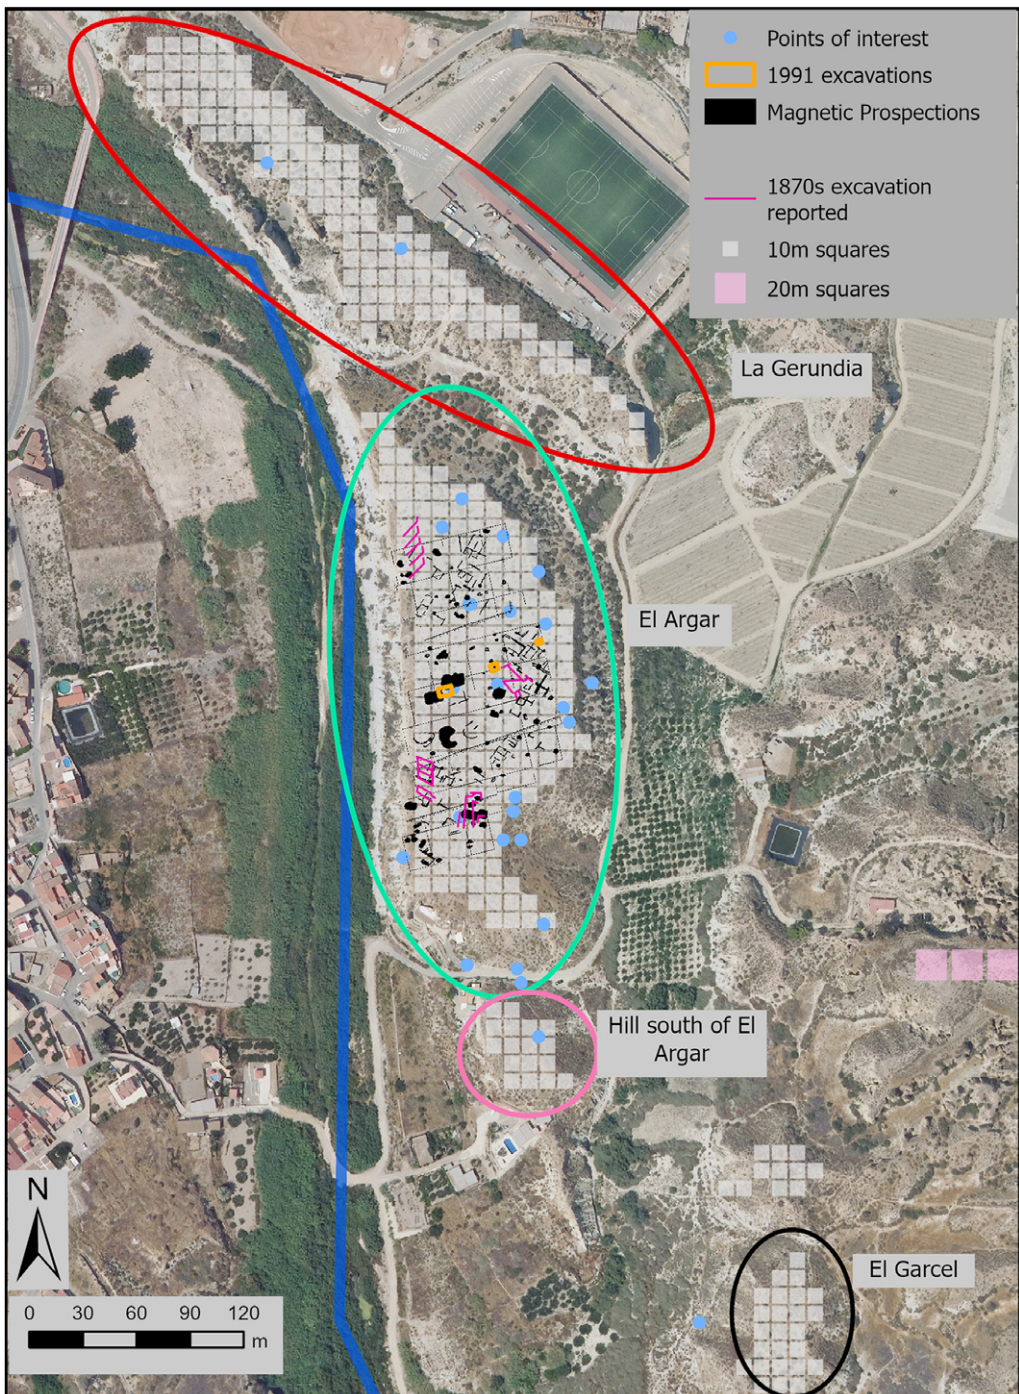 Points of interest
1991 excavations
Magnetic Prospections
1870s excavation
reported
10m squares
20m squares
La Gerundia
El Argar
Hill south of El
Argar
El Garcel
N
0 30 60 90 120
m